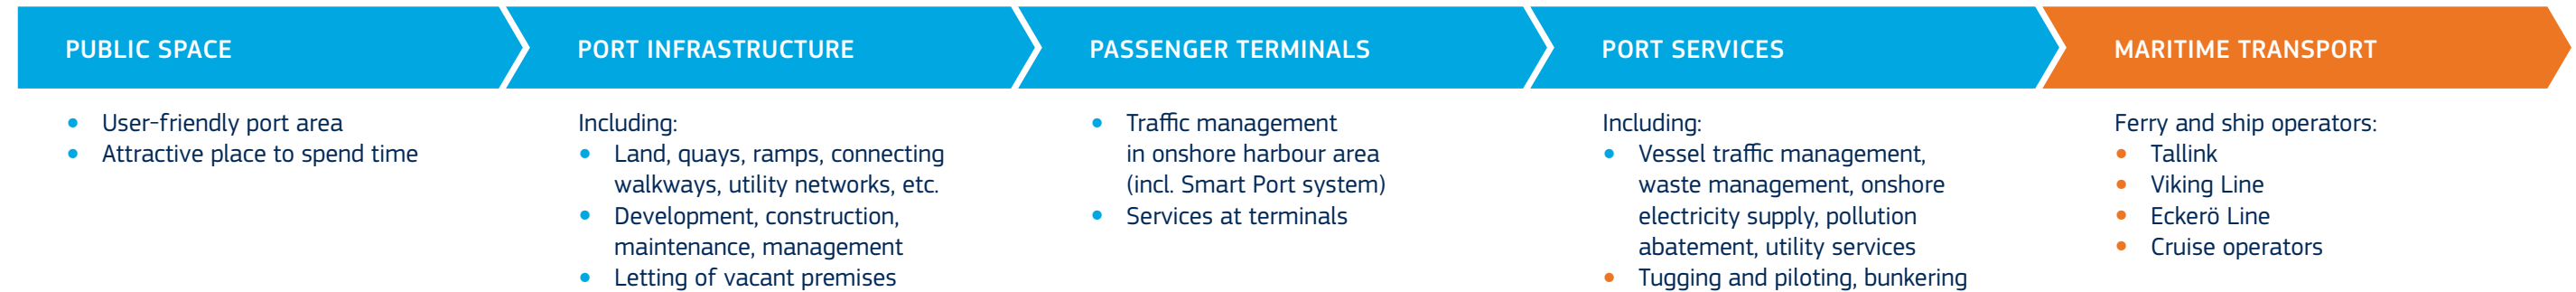 PUBLIC SPACE
User-friendly port area
Attractive place to spend time
PORT INFRASTRUCTURE
Including:
Land, quays, ramps, connecting
walkways, utility networks, etc.
Development, construction,
maintenance, management
Letting of vacant premises
PASSENGER TERMINALS
Traffic management
in onshore harbour area
(incl. Smart Port system)
Services at terminals
PORT SERVICES
Including:
Vessel traffic management,
waste management, onshore
electricity supply, pollution
abatement, utility services
Tugging and piloting, bunkering
MARITIME TRANSPORT
Ferry and ship operators:
Tallink
Viking Line
Eckerö Line
Cruise operators